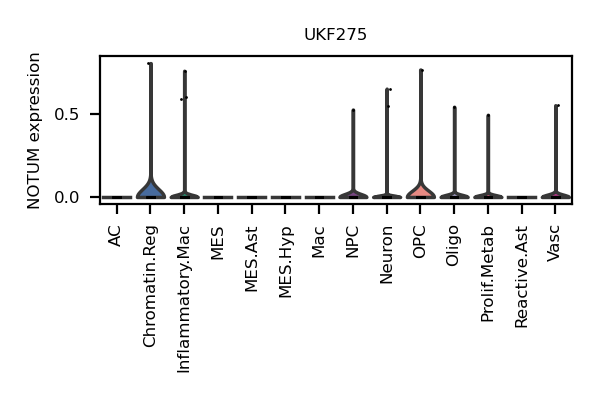 UKF275
NOTUM expression
0.5
0.0
AC
Chromatin.Reg
Inflammatory.Mac
MES
MES.Ast
MES.Hyp
Mac
NPC
Neuron
OPC
Oligo
Prolif.Metab
Reactive.Ast
Vasc